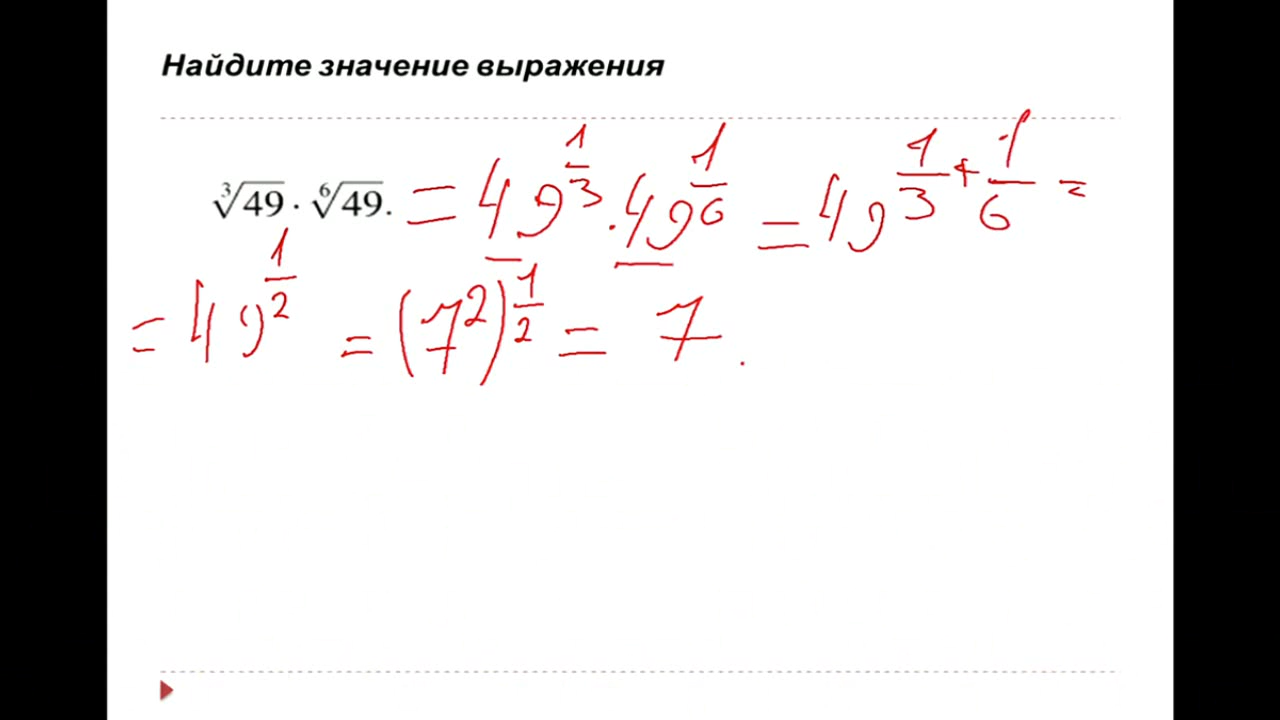 Найдите значение выражения
∛49 · ⁶√49. = 49^(1/3) · 49^(1/6) = 49^(1/3 + 1/6) =
= 49^(1/2) = (7²)^(1/2) = 7.